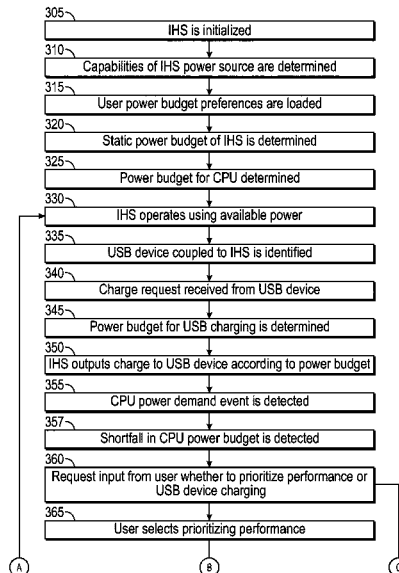 305
IHS is initialized
310
Capabilities of IHS power source are determined
315
User power budget preferences are loaded
320
Static power budget of IHS is determined
325
Power budget for CPU determined
330
IHS operates using available power
335
USB device coupled to IHS is identified
340
Charge request received from USB device
345
Power budget for USB charging is determined
350
IHS outputs charge to USB device according to power budget
355
CPU power demand event is detected
357
Shortfall in CPU power budget is detected
360
Request input from user whether to prioritize performance or
USB device charging
365
User selects prioritizing performance
A
B
C